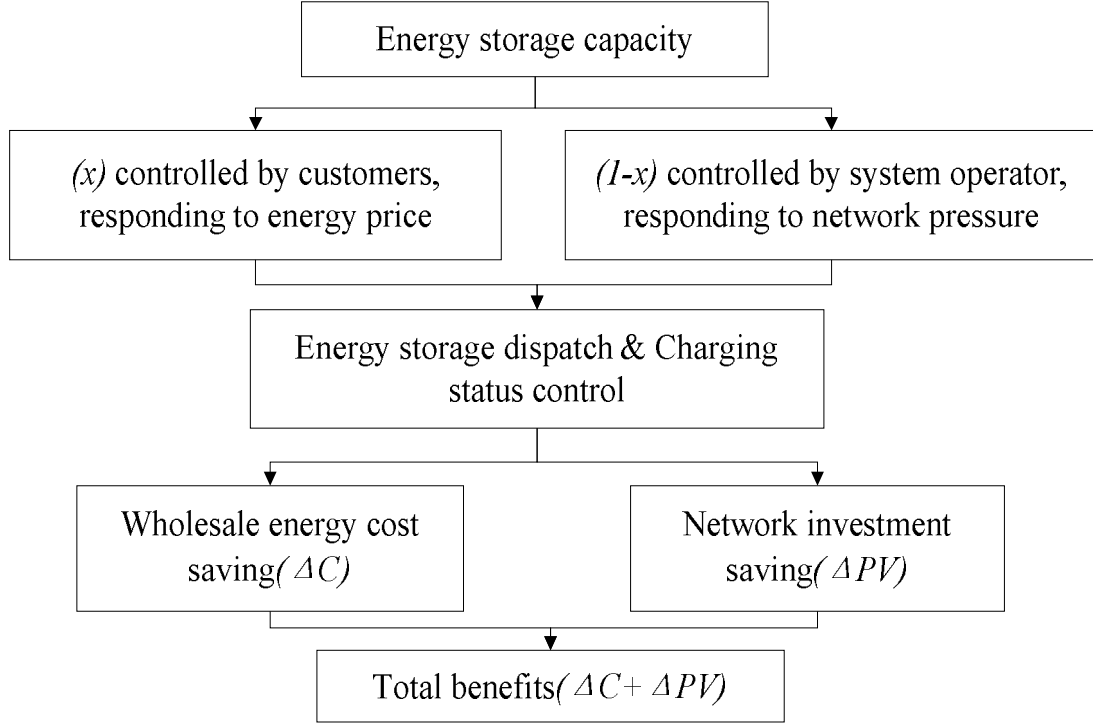 Energy storage capacity
(x) controlled by customers,
responding to energy price
(1-x) controlled by system operator,
responding to network pressure
Energy storage dispatch & Charging
status control
Wholesale energy cost
saving(ΔC)
Network investment
saving(ΔPV)
Total benefits(ΔC+ΔPV)